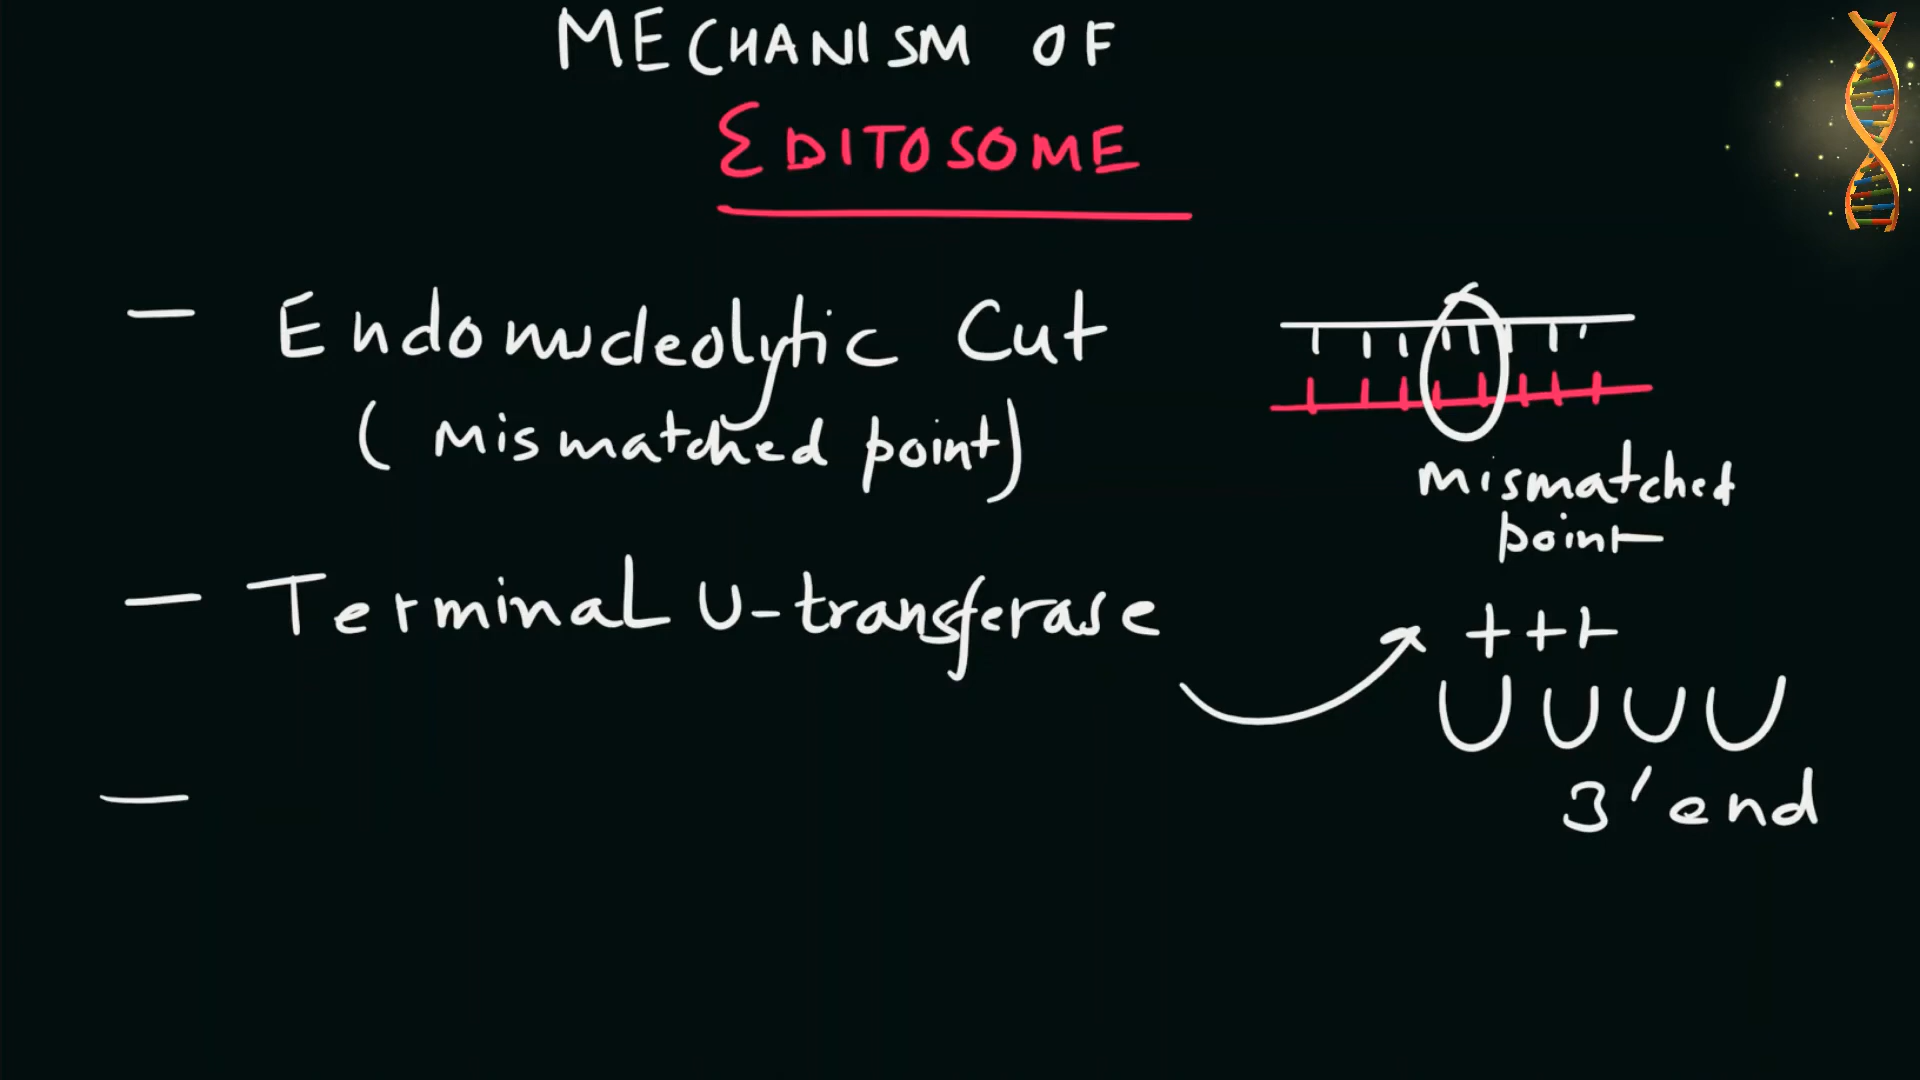 MECHANISM OF
EDITOSOME
- Endonucleolytic Cut
(Mismatched point)
mismatched
point
- Terminal U-transferase
+++
UUUU
3' end
-